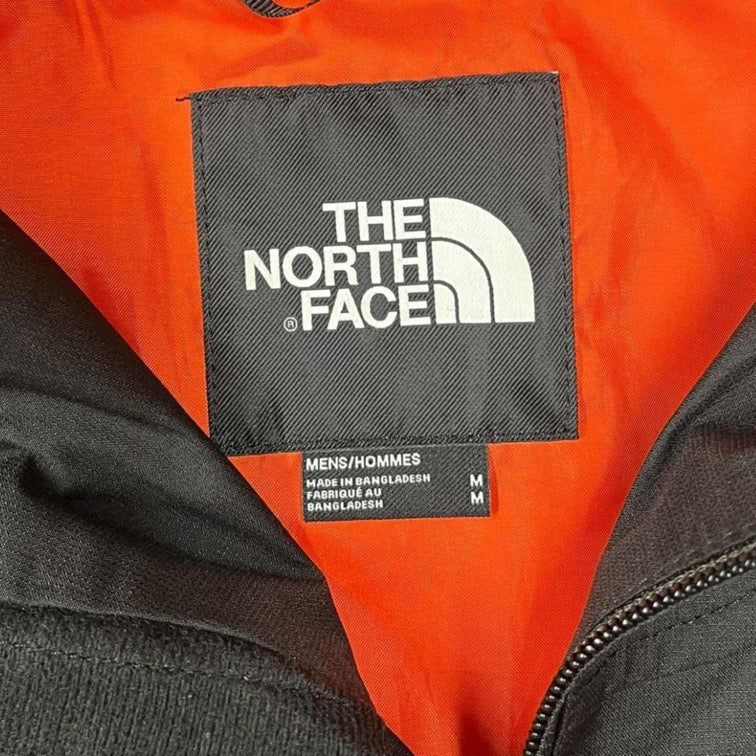 THE
NORTH
FACE
®
MENS/HOMMES
MADE IN BANGLADESH M
FABRIQUÉ AU M
BANGLADESH